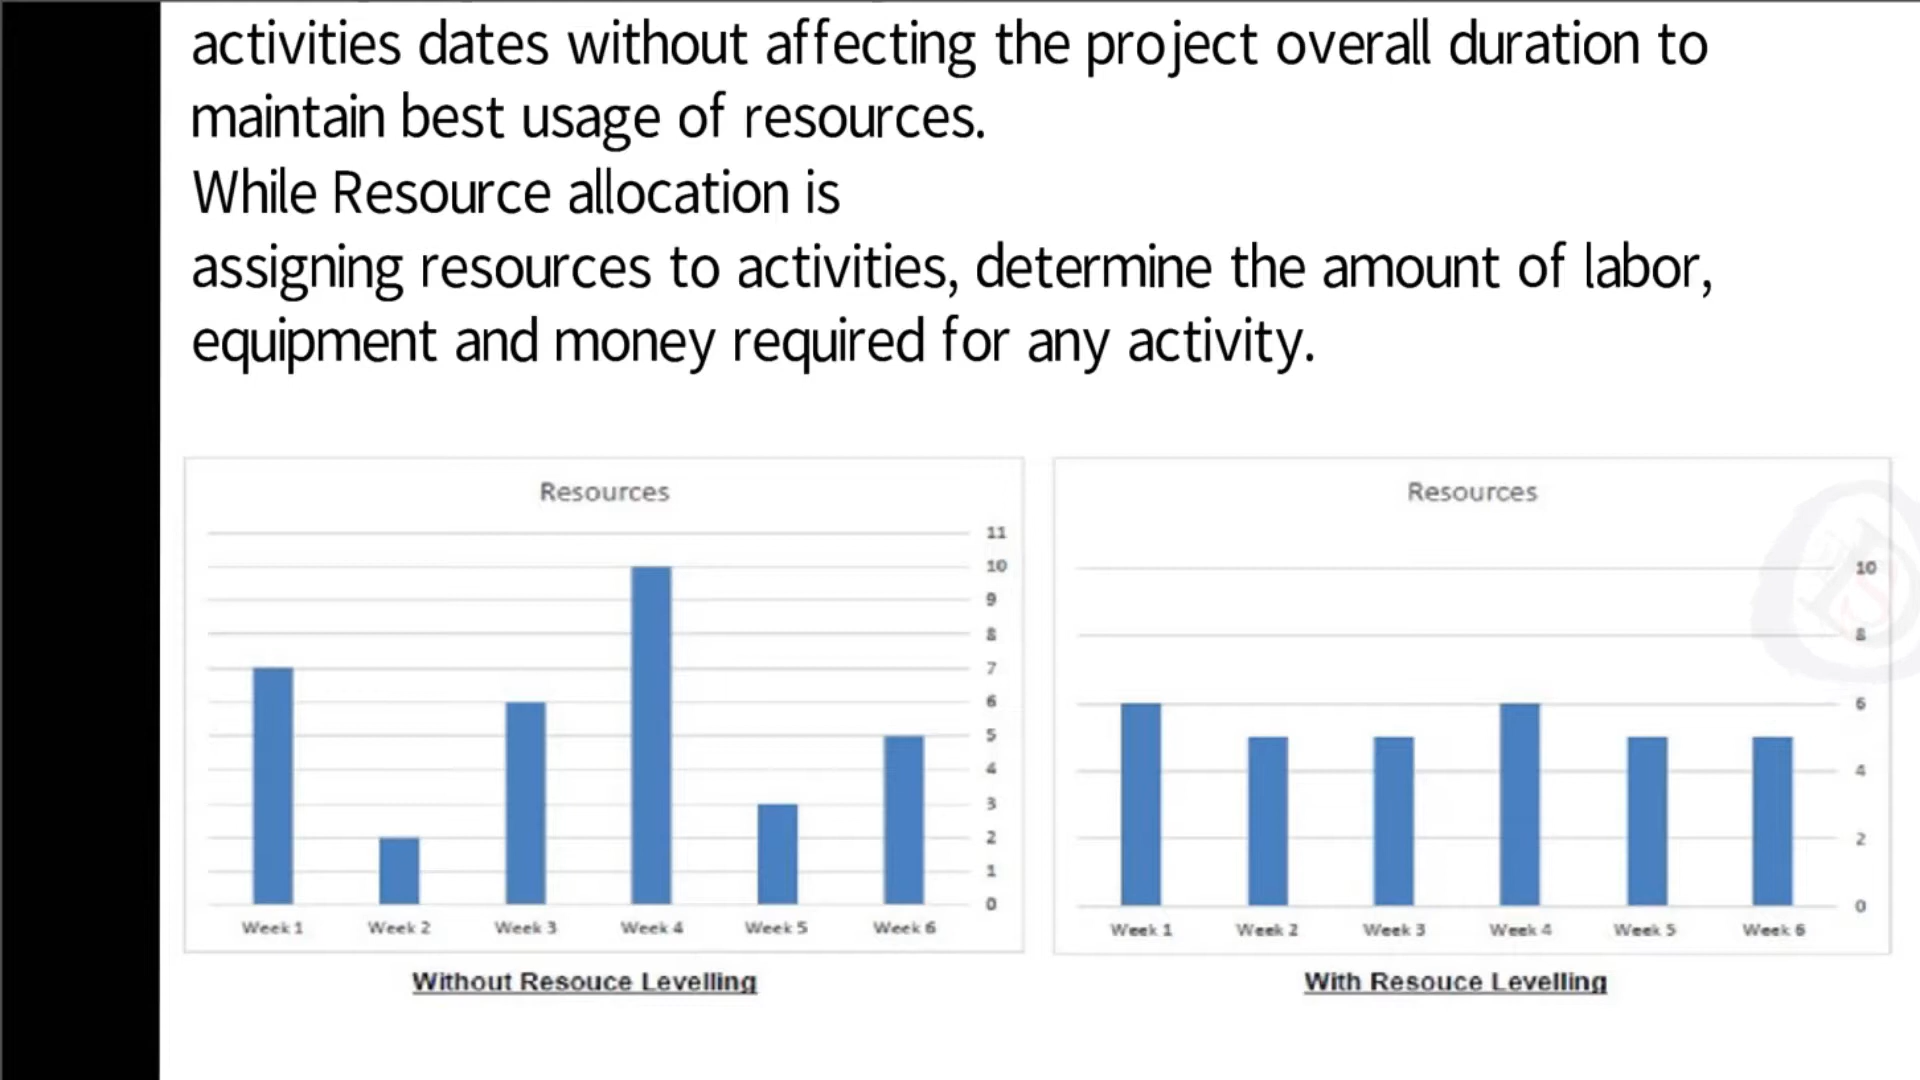 activities dates without affecting the project overall duration to
maintain best usage of resources.
While Resource allocation is
assigning resources to activities, determine the amount of labor,
equipment and money required for any activity.
Resources
11
10
9
8
7
6
5
4
3
2
1
0
Week 1 Week 2 Week 3 Week 4 Week 5 Week 6
Without Resouce Levelling
Resources
10
8
6
4
2
0
Week 1 Week 2 Week 3 Week 4 Week 5 Week 6
With Resouce Levelling